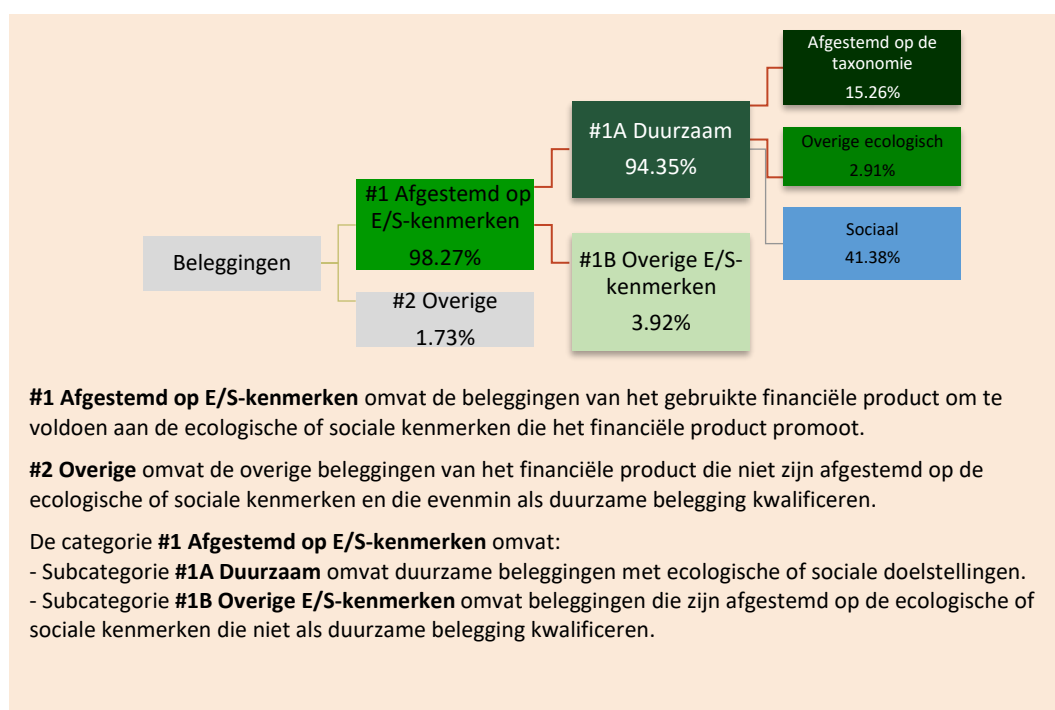 Afgestemd op de
taxonomie
15.26%
#1A Duurzaam
94.35%
Overige ecologisch
2.91%
#1 Afgestemd op
E/S-kenmerken
98.27%
Sociaal
41.38%
Beleggingen
#1B Overige E/S-
kenmerken
3.92%
#2 Overige
1.73%
#1 Afgestemd op E/S-kenmerken omvat de beleggingen van het gebruikte financiële product om te
voldoen aan de ecologische of sociale kenmerken die het financiële product promoot.
#2 Overige omvat de overige beleggingen van het financiële product die niet zijn afgestemd op de
ecologische of sociale kenmerken en die evenmin als duurzame belegging kwalificeren.
De categorie #1 Afgestemd op E/S-kenmerken omvat:
- Subcategorie #1A Duurzaam omvat duurzame beleggingen met ecologische of sociale doelstellingen.
- Subcategorie #1B Overige E/S-kenmerken omvat beleggingen die zijn afgestemd op de ecologische of
sociale kenmerken die niet als duurzame belegging kwalificeren.